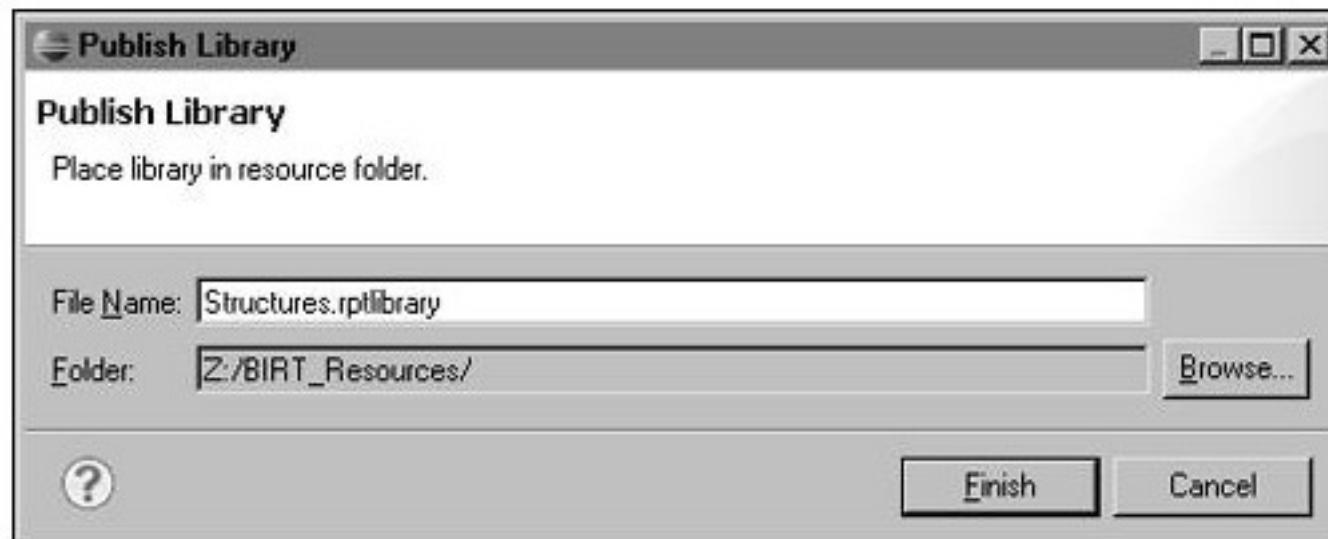 Publish Library
Publish Library
Place library in resource folder.
File Name: Structures.rptlibrary
Folder: Z:/BIRT_Resources/ Browse...
? Finish Cancel